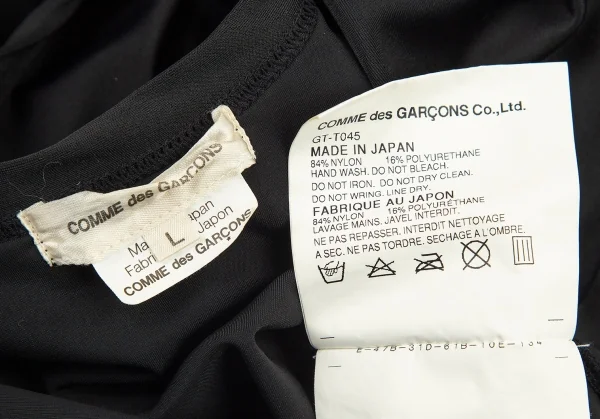 COMME des GARÇONS
Ma
pan
Fabri
Japon
L
COMME des GARÇONS
COMME des GARÇONS Co.,Ltd.
GT-T045
MADE IN JAPAN
84% NYLON 16% POLYURETHANE
HAND WASH. DO NOT BLEACH.
DO NOT IRON. DO NOT DRY CLEAN.
DO NOT WRING. LINE DRY.
FABRIQUE AU JAPON
84% NYLON 16% POLYURETHANE
LAVAGE MAINS. JAVEL INTERDIT.
NE PAS REPASSER. INTERDIT NETTOYAGE
A SEC. NE PAS TORDRE. SECHAGE A L'OMBRE.